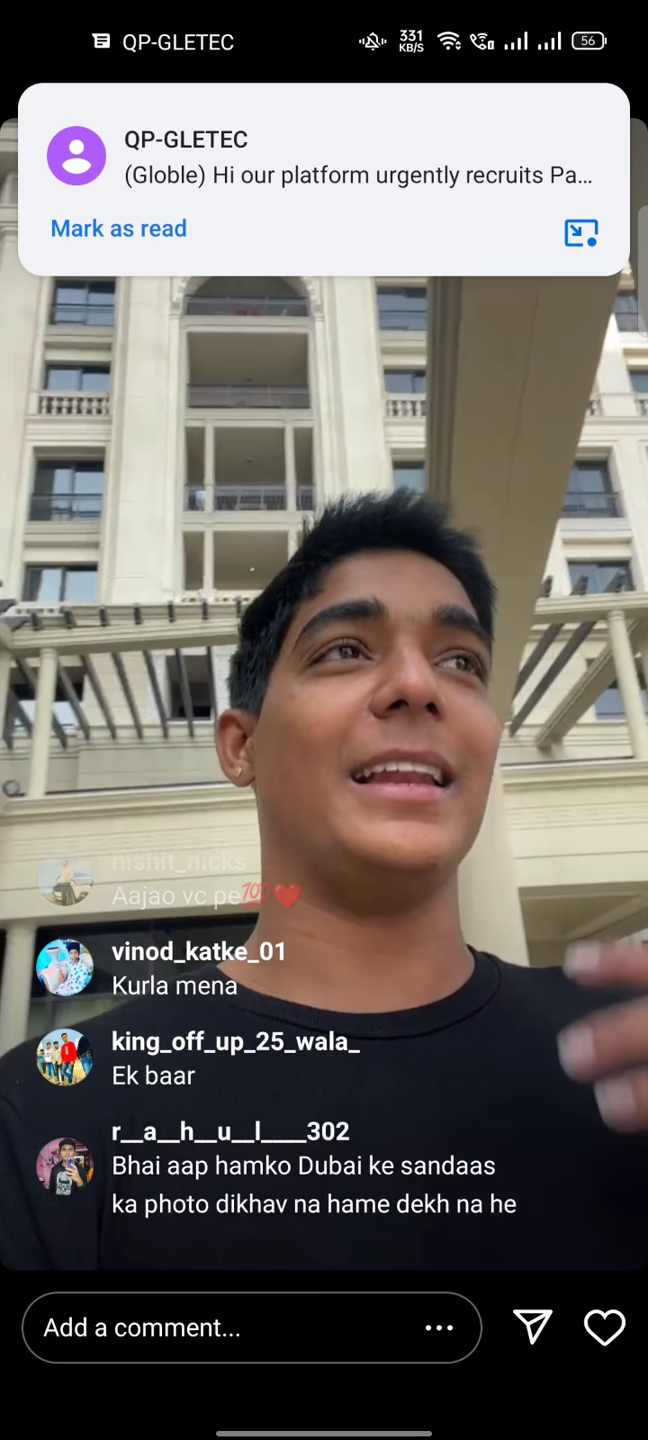 QP-GLETEC
331
KB/S
56
QP-GLETEC
(Globle) Hi our platform urgently recruits Pa...
Mark as read
nishit_nicks
Aajao vc pe💯❤️
vinod_katke_01
Kurla mena
king_off_up_25_wala_
Ek baar
r__a__h__u__l____302
Bhai aap hamko Dubai ke sandaas
ka photo dikhav na hame dekh na he
Add a comment...